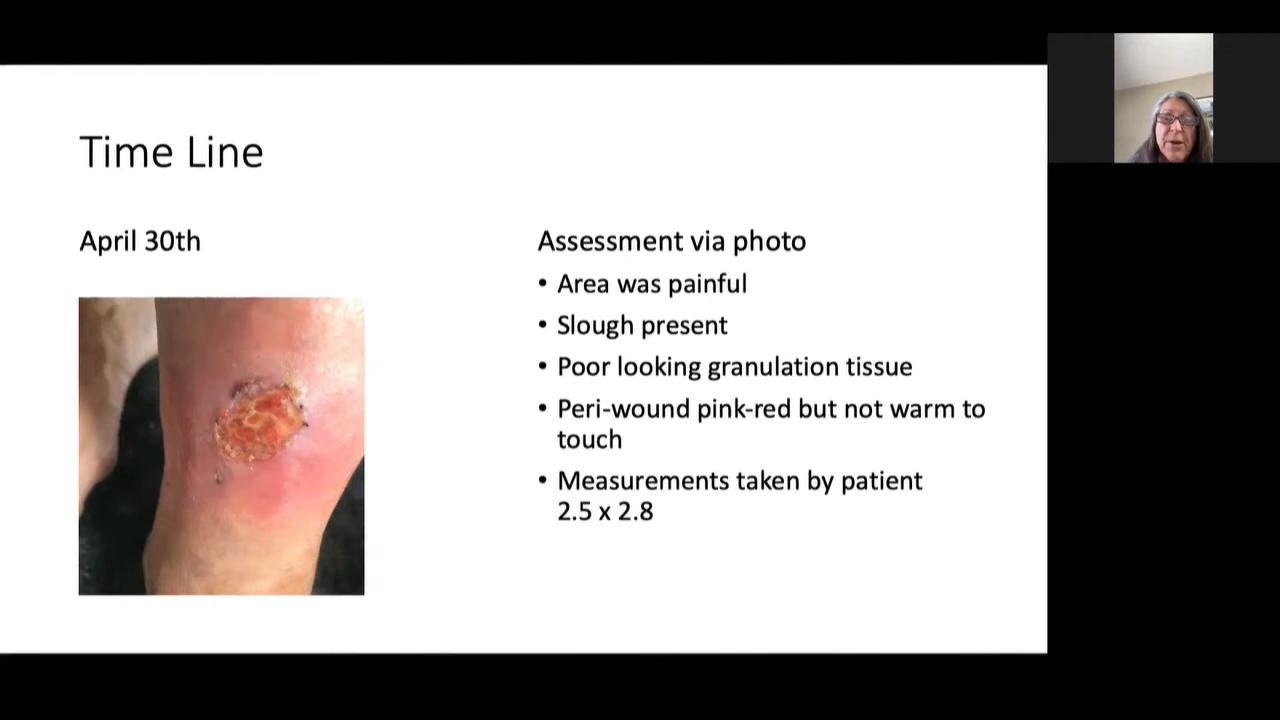 Time Line
April 30th
Assessment via photo
• Area was painful
• Slough present
• Poor looking granulation tissue
• Peri-wound pink-red but not warm to
touch
• Measurements taken by patient
2.5 x 2.8